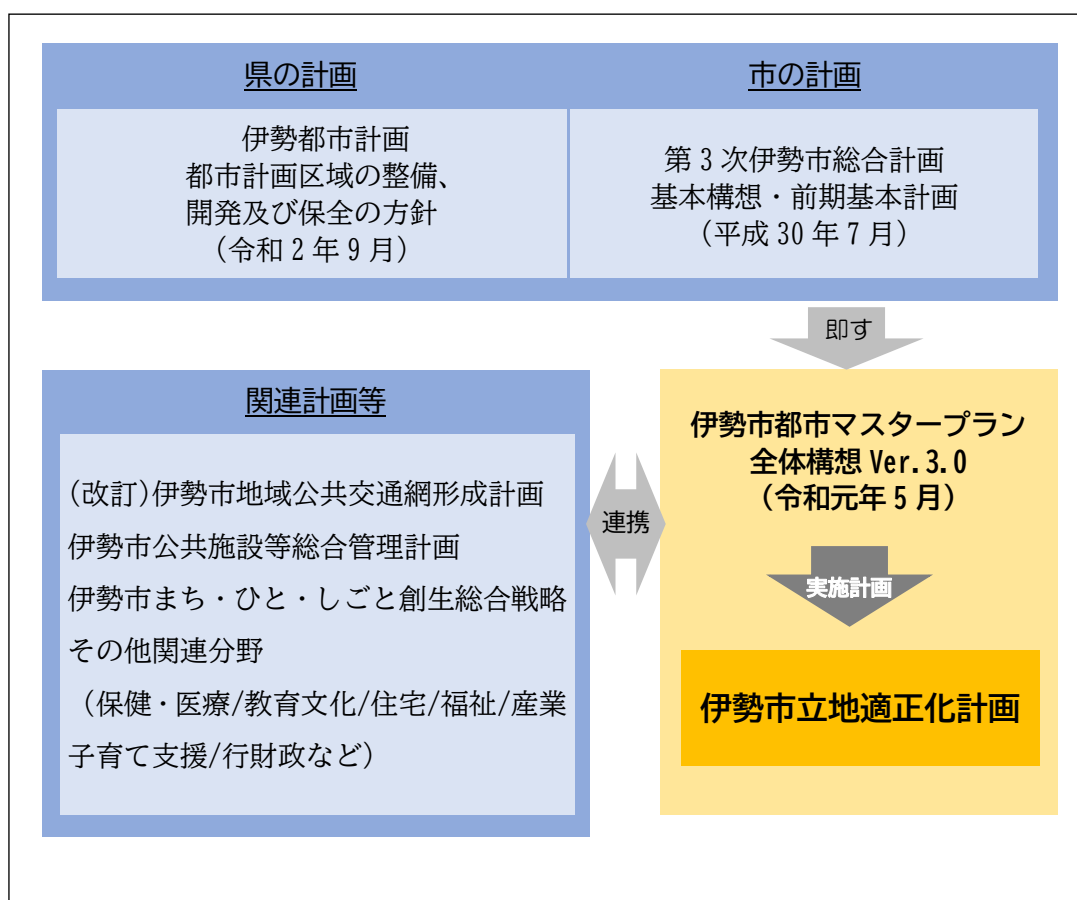 県の計画
伊勢都市計画
都市計画区域の整備、
開発及び保全の方針
（令和2年9月）
市の計画
第3次伊勢市総合計画
基本構想・前期基本計画
（平成30年7月）
即す
関連計画等
(改訂)伊勢市地域公共交通網形成計画
伊勢市公共施設等総合管理計画
伊勢市まち・ひと・しごと創生総合戦略
その他関連分野
（保健・医療/教育文化/住宅/福祉/産業
子育て支援/行財政など）
連携
伊勢市都市マスタープラン
全体構想 Ver.3.0
（令和元年5月）
実施計画
伊勢市立地適正化計画